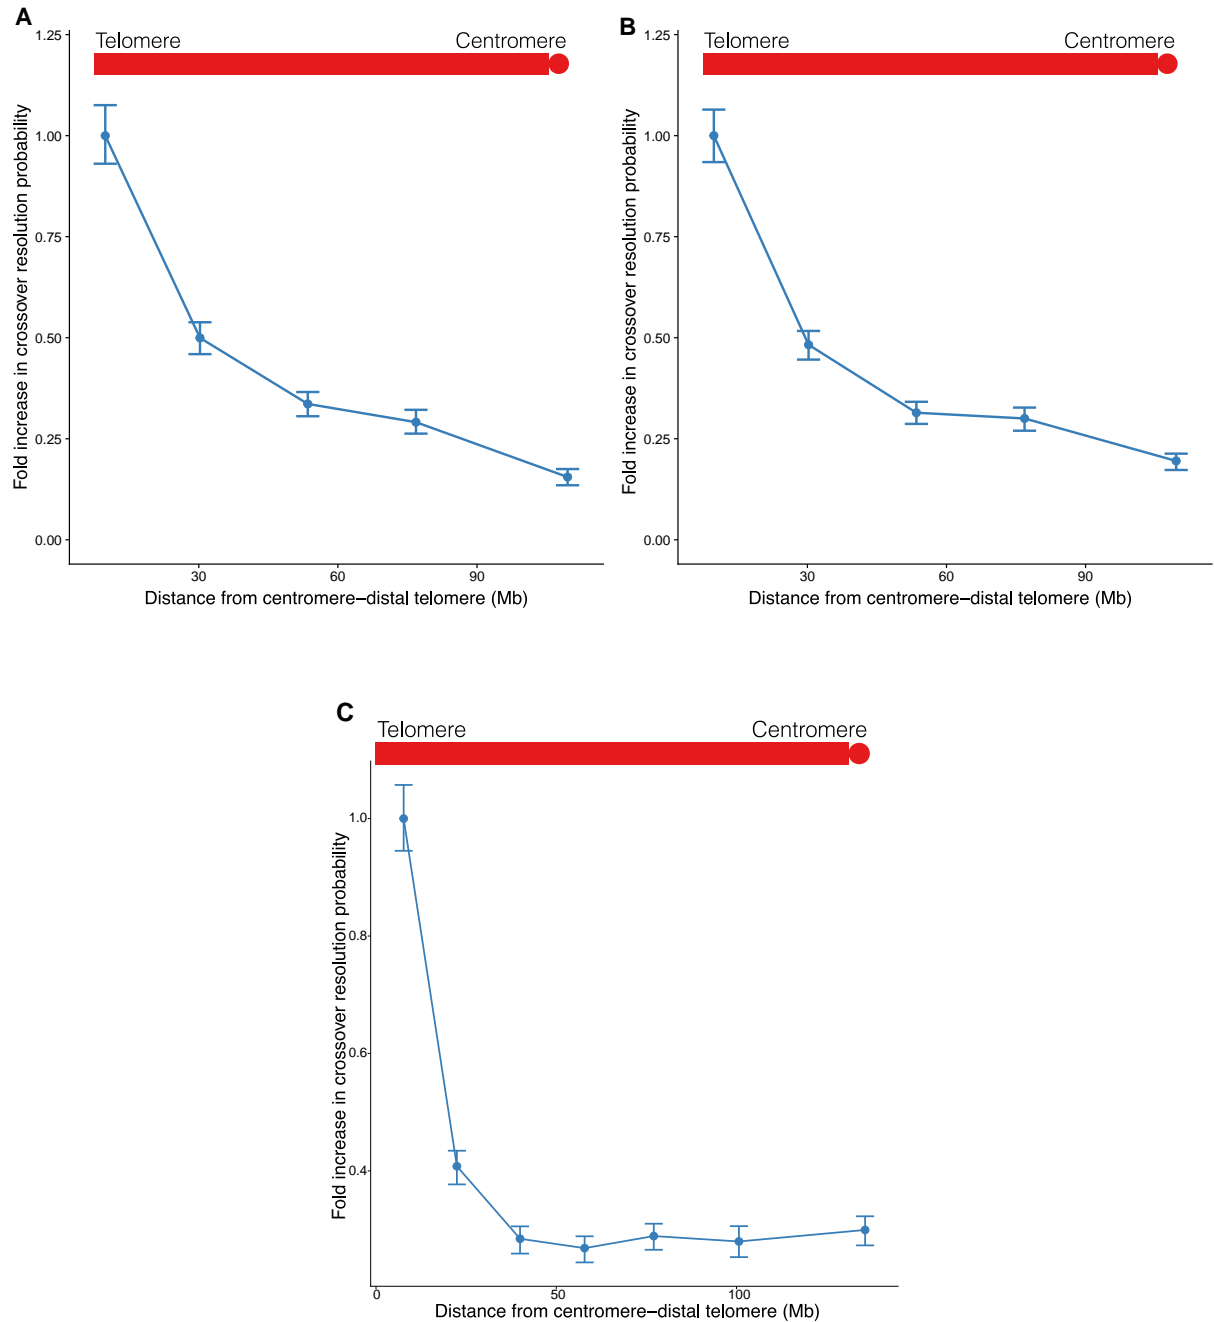 A
Telomere
Centromere
1.25
1.00
0.75
0.50
0.25
0.00
Fold increase in crossover resolution probability
30
60
90
Distance from centromere–distal telomere (Mb)
B
Telomere
Centromere
1.25
1.00
0.75
0.50
0.25
0.00
Fold increase in crossover resolution probability
30
60
90
Distance from centromere–distal telomere (Mb)
C
Telomere
Centromere
1.0
0.8
0.6
0.4
Fold increase in crossover resolution probability
0
50
100
Distance from centromere–distal telomere (Mb)